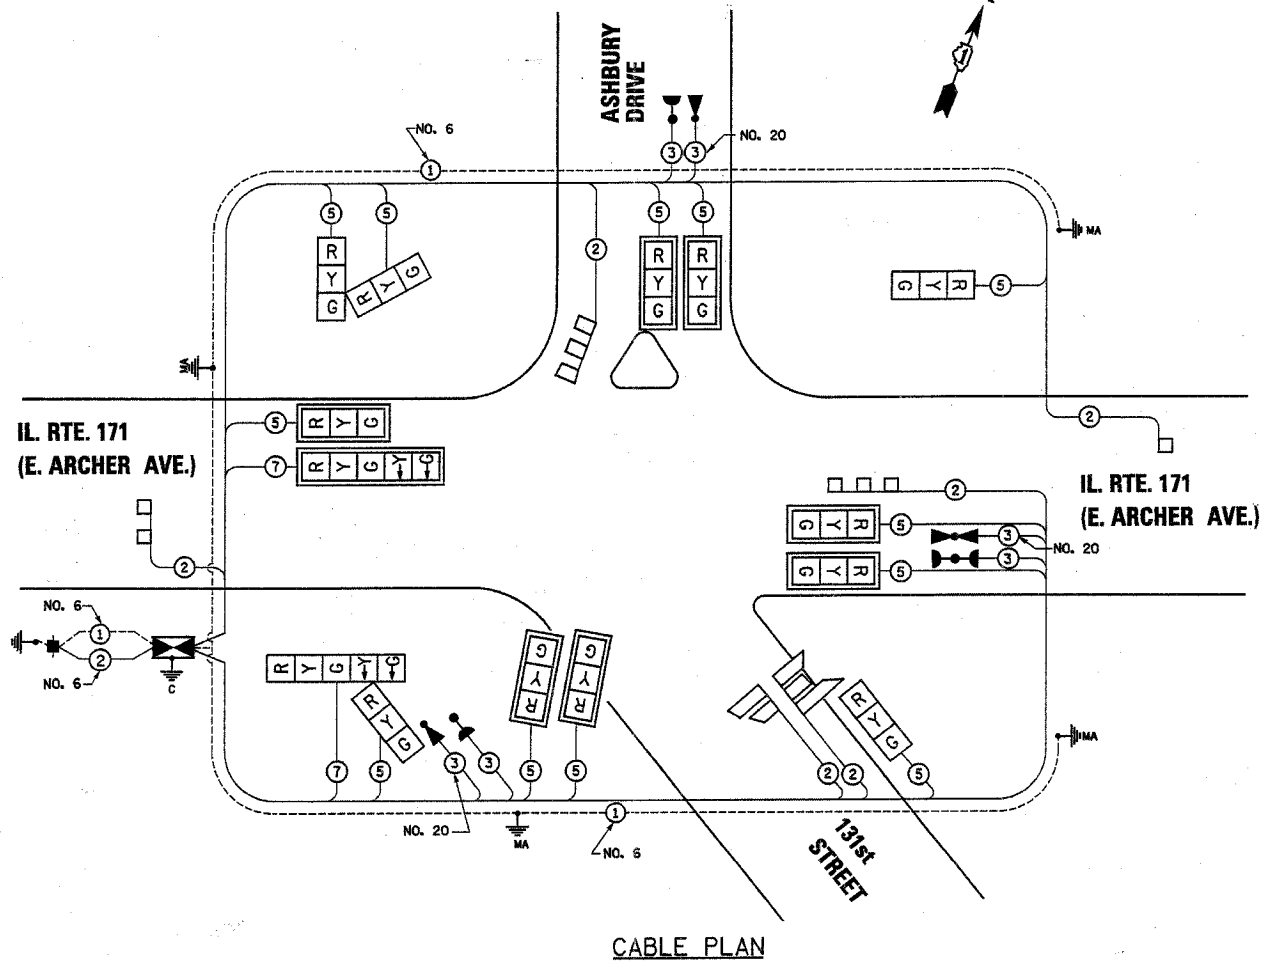 ASHBURY
DRIVE
1
NO. 6
1
3
3
NO. 20
5
5
2
5
5
R
Y
G
R Y G
R
Y
G
R
Y
G
MA
R Y G
5
MA
5
R Y G
7
R Y G Y G
2
IL. RTE. 171
(E. ARCHER AVE.)
2
IL. RTE. 171
(E. ARCHER AVE.)
R Y G
5
3
NO. 20
R Y G
5
3
2
NO. 6
1
2
NO. 6
C
R Y G Y G
R Y G
R Y G
R Y G
R Y G
MA
7
5
3
3
5
5
2
2
5
NO. 20
MA
1
NO. 6
131st
STREET
CABLE PLAN